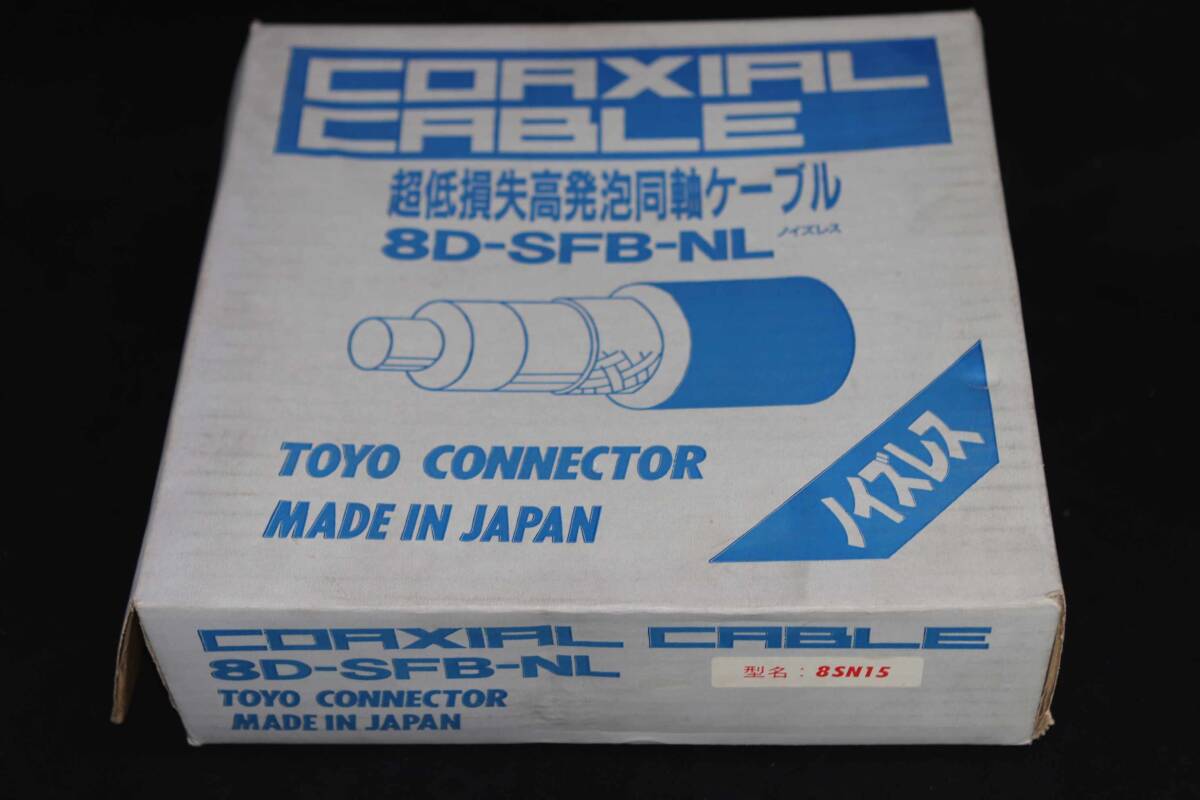 COAXIAL
CABLE
超低損失高発泡同軸ケーブル
8D-SFB-NL ノイズレス
TOYO CONNECTOR
MADE IN JAPAN
ノイズレス
COAXIAL CABLE
8D-SFB-NL
型名: 8SN15
TOYO CONNECTOR
MADE IN JAPAN